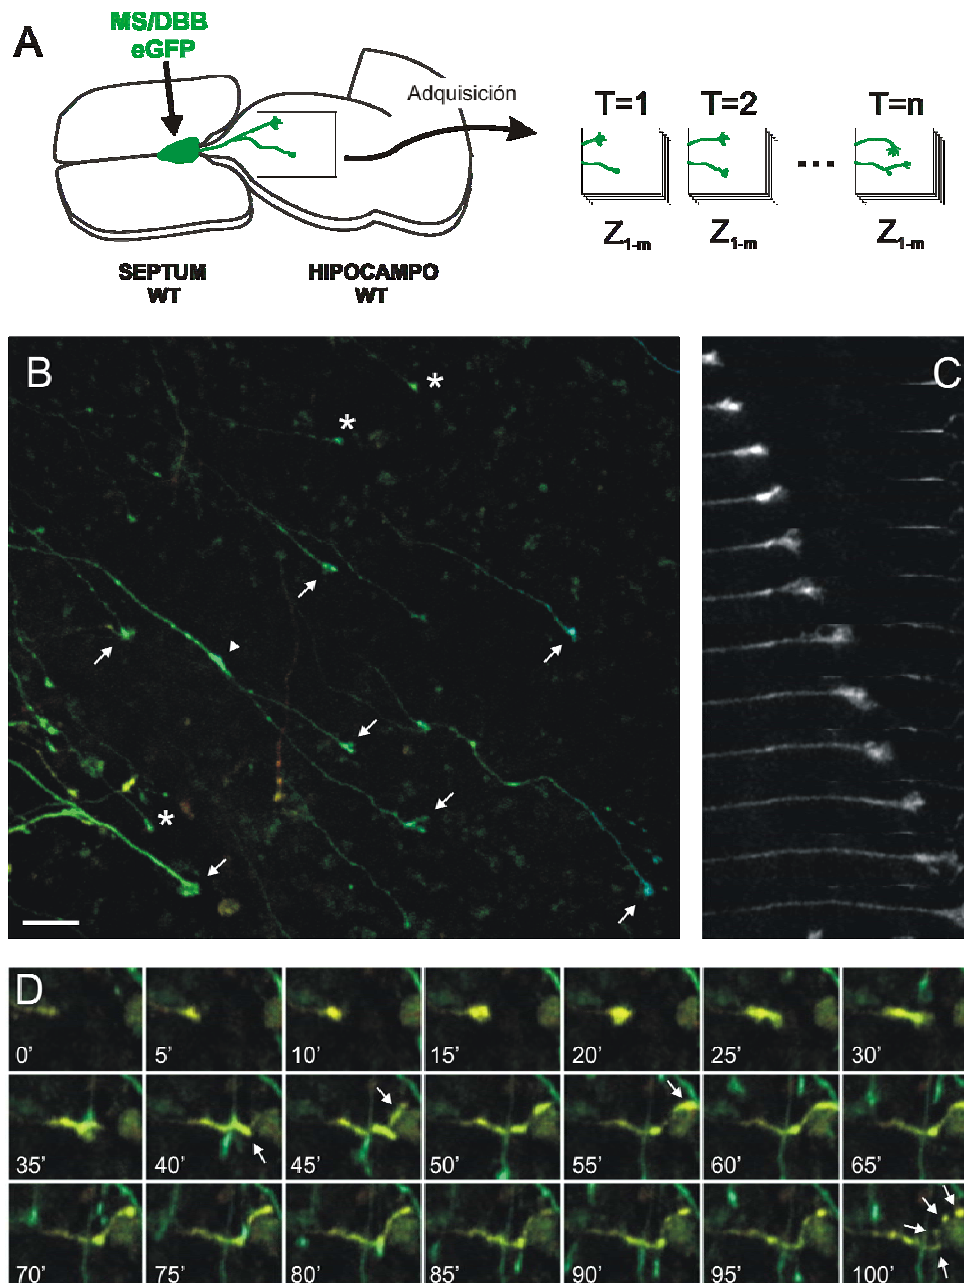 A
MS/DBB
eGFP
Adquisición
T=1
T=2
T=n
...
Z1-m
Z1-m
Z1-m
SEPTUM
WT
HIPOCAMPO
WT
B
*
*
*
C
D
0’
5’
10’
15’
20’
25’
30’
35’
40’
45’
50’
55’
60’
65’
70’
75’
80’
85’
90’
95’
100’